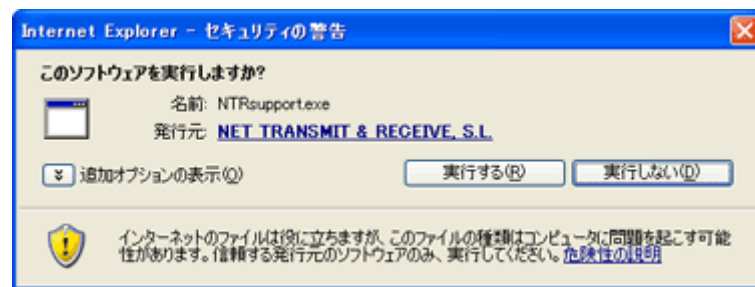 Internet Explorer - セキュリティの警告
このソフトウェアを実行しますか?
名前: NTRsupport.exe
発行元: NET TRANSMIT & RECEIVE, S.L.
追加オプションの表示(O)
実行する(R)
実行しない(D)
インターネットのファイルは役に立ちますが、このファイルの種類はコンピュータに問題を起こす可能
性があります。信頼する発行元のソフトウェアのみ、実行してください。危険性の説明